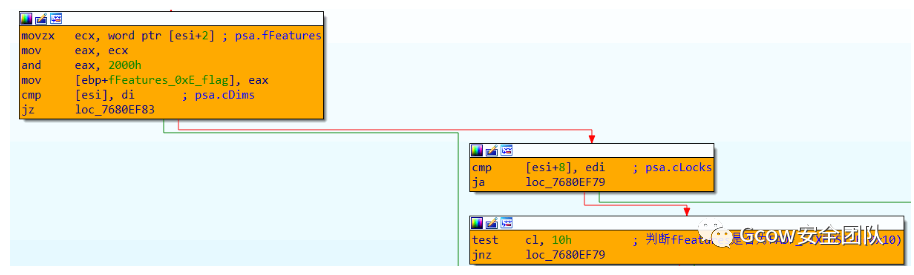 movzx ecx, word ptr [esi+2] ; psa.fFeatures
mov eax, ecx
and eax, 2000h
mov [ebp+fFeatures_0xE_flag], eax
cmp [esi], di ; psa.cDims
jz loc_7680EF83
cmp [esi+8], edi ; psa.cLocks
ja loc_7680EF79
test cl, 10h ; 判断fFeatu
jnz loc_7680EF79
Gcow安全团队